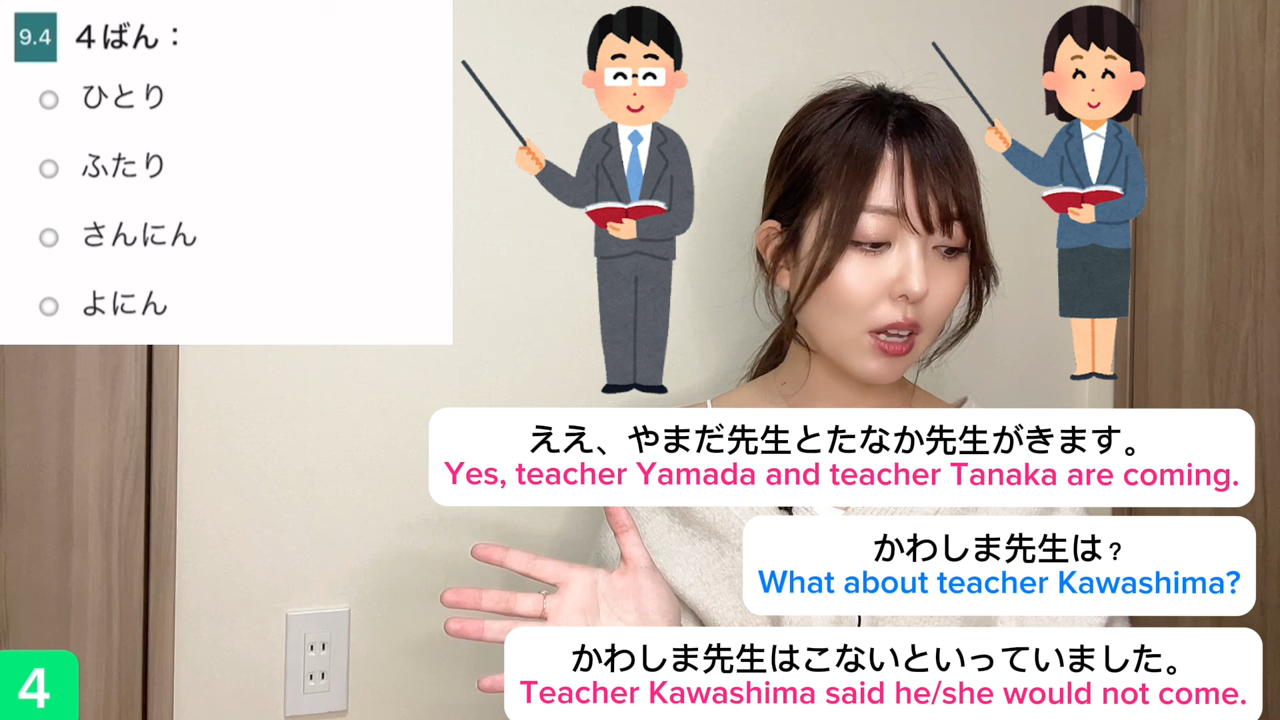 9.4 4ばん：
ひとり
ふたり
さんにん
よにん
ええ、やまだ先生とたなか先生がきます。
Yes, teacher Yamada and teacher Tanaka are coming.
かわしま先生は？
What about teacher Kawashima?
かわしま先生はこないといっていました。
Teacher Kawashima said he/she would not come.
4